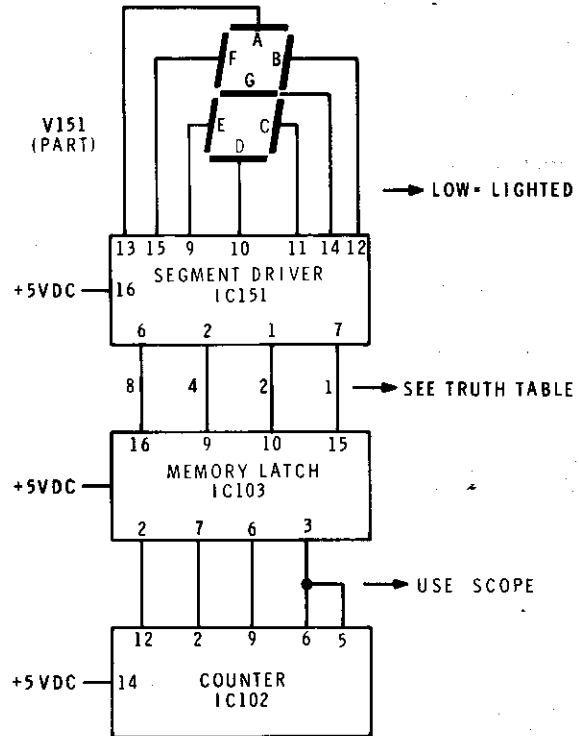 A
F B
G
V151
(PART)
E C
D
LOW = LIGHTED
13 15 9 10 11 14 12
SEGMENT DRIVER
+5VDC 16
IC151
6 2 1 7
8 4 2 1 SEE TRUTH TABLE
16 9 10 15
MEMORY LATCH
+5VDC IC103
2 7 6 3
USE SCOPE
12 2 9 6 5
+5VDC 14 COUNTER
IC102